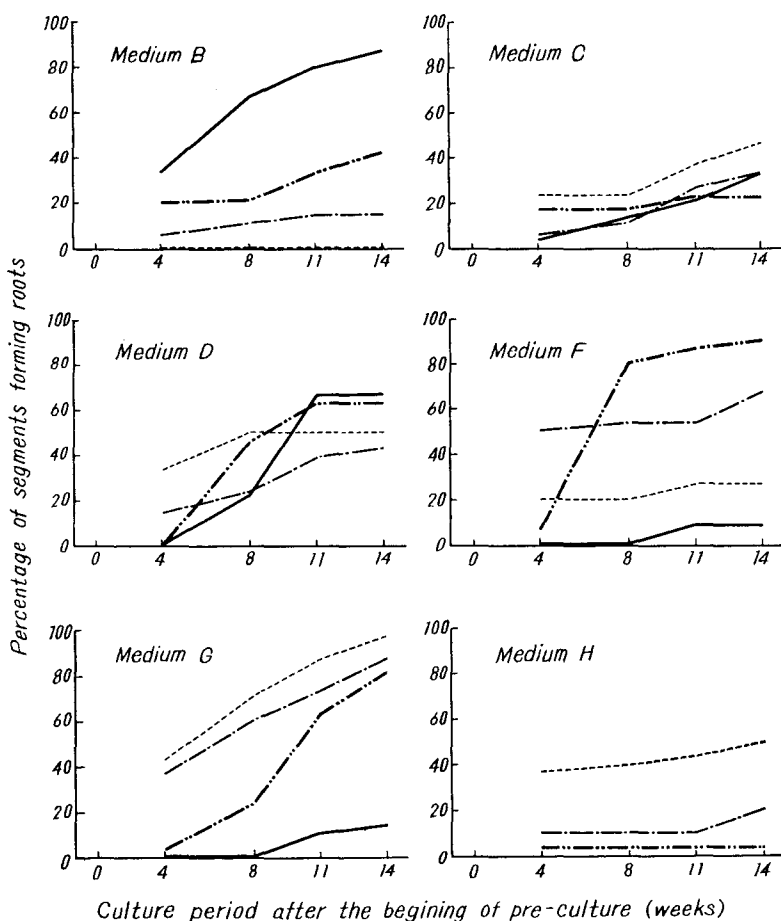 Percentage of segments forming roots
Medium B
100
80
60
40
20
0
0 4 8 11 14
Medium C
100
80
60
40
20
0
0 4 8 11 14
Medium D
100
80
60
40
20
0
0 4 8 11 14
Medium F
100
80
60
40
20
0
0 4 8 11 14
Medium G
100
80
60
40
20
0
0 4 8 11 14
Medium H
100
80
60
40
20
0
0 4 8 11 14
Culture period after the begining of pre-culture (weeks)